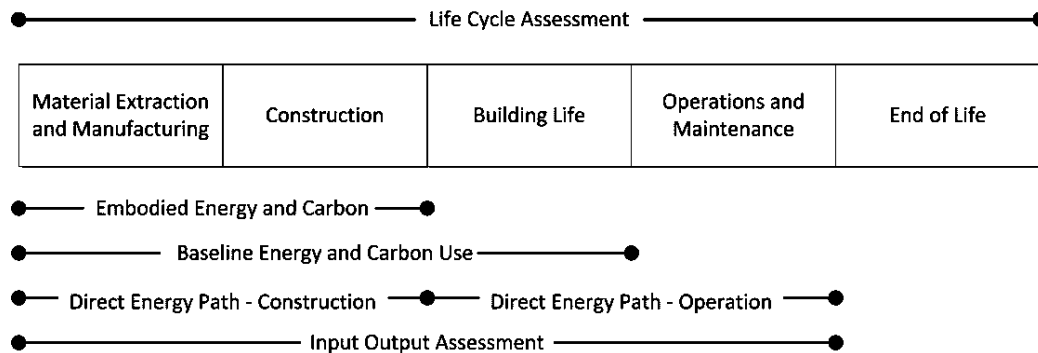 Life Cycle Assessment
Material Extraction
and Manufacturing
Construction
Building Life
Operations and
Maintenance
End of Life
Embodied Energy and Carbon
Baseline Energy and Carbon Use
Direct Energy Path - Construction
Direct Energy Path - Operation
Input Output Assessment